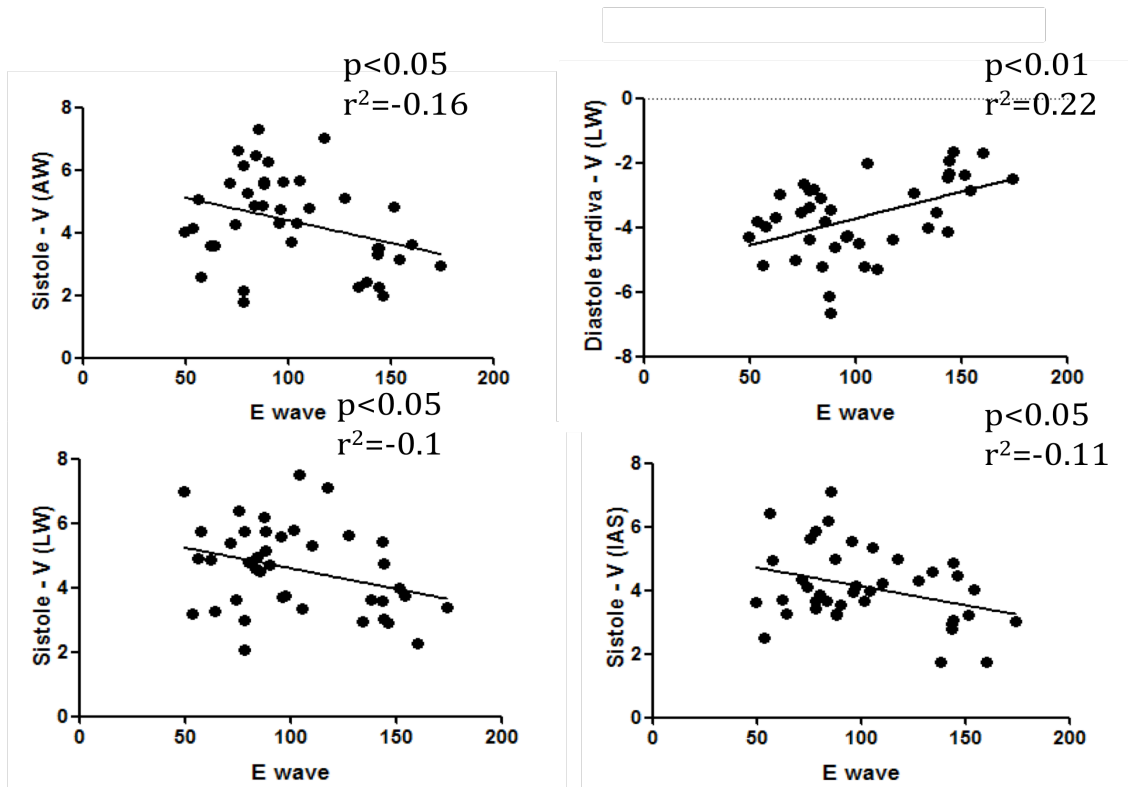 p<0.05
r²=-0.16
8
6
4
2
0
Sistole - V (AW)
0
50
100
150
200
E wave
p<0.01
r²=0.22
0
-2
-4
-6
-8
Diastole tardiva - V (LW)
0
50
100
150
200
E wave
p<0.05
r²=-0.1
8
6
4
2
0
Sistole - V (LW)
0
50
100
150
200
E wave
p<0.05
r²=-0.11
8
6
4
2
0
Sistole - V (IAS)
0
50
100
150
200
E wave